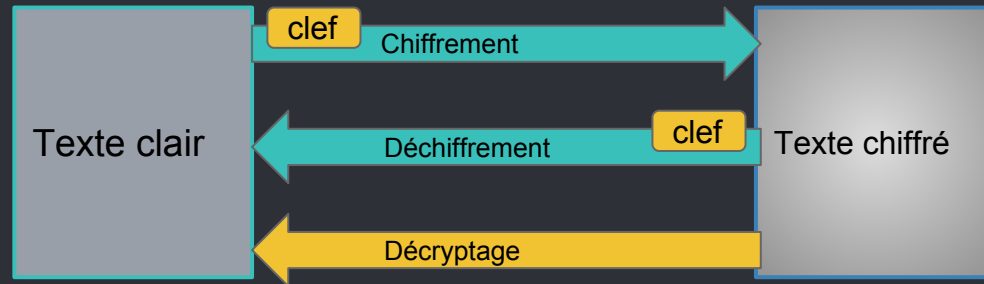 clef
Chiffrement
Texte clair
Déchiffrement
clef
Texte chiffré
Décryptage